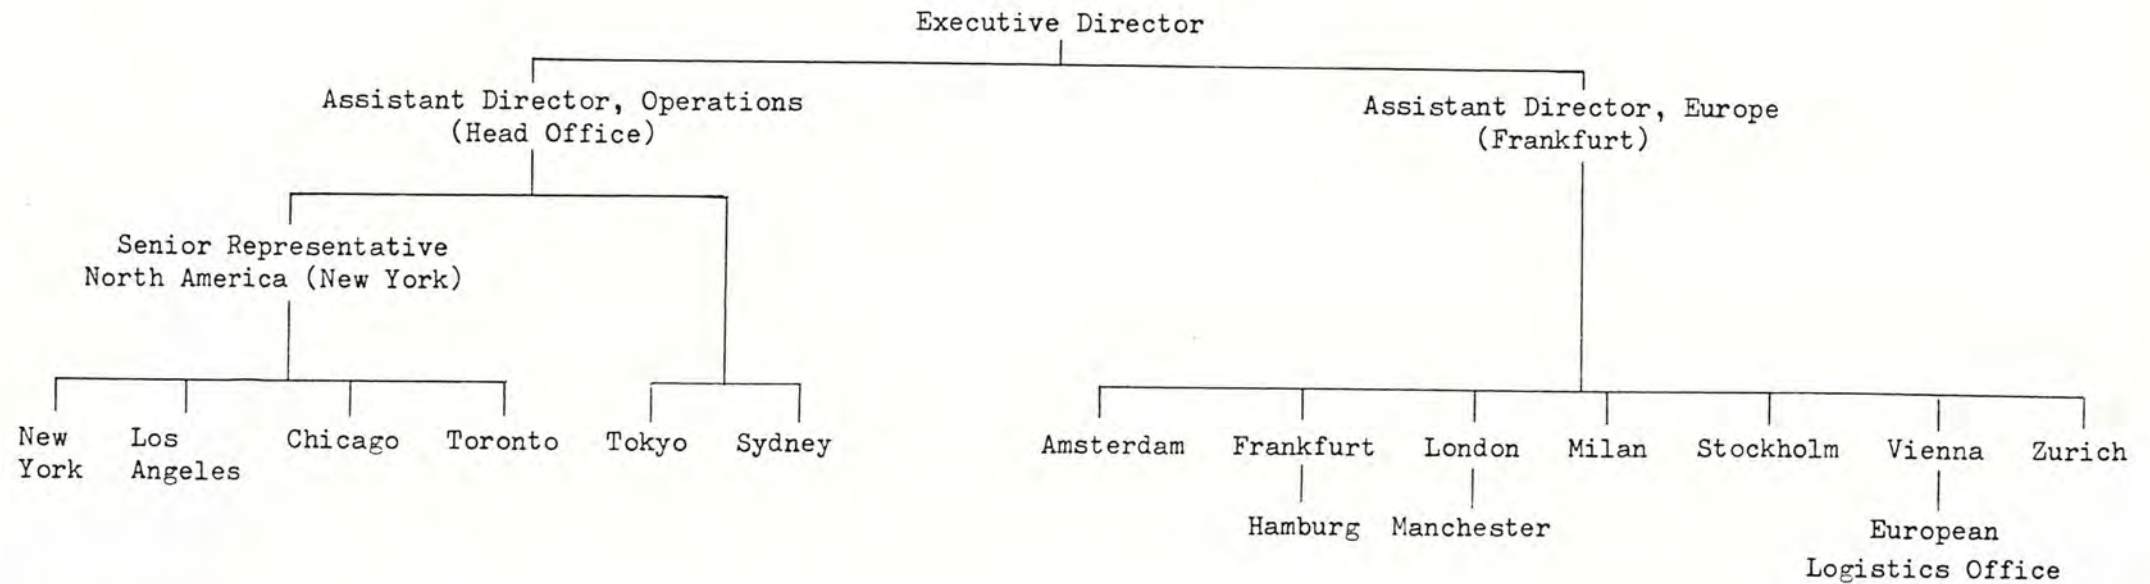 Executive Director
Assistant Director, Operations
(Head Office)
Assistant Director, Europe
(Frankfurt)
Senior Representative
North America (New York)
New York
Los Angeles
Chicago
Toronto
Tokyo
Sydney
Amsterdam
Frankfurt
London
Milan
Stockholm
Vienna
Zurich
Hamburg
Manchester
European
Logistics Office